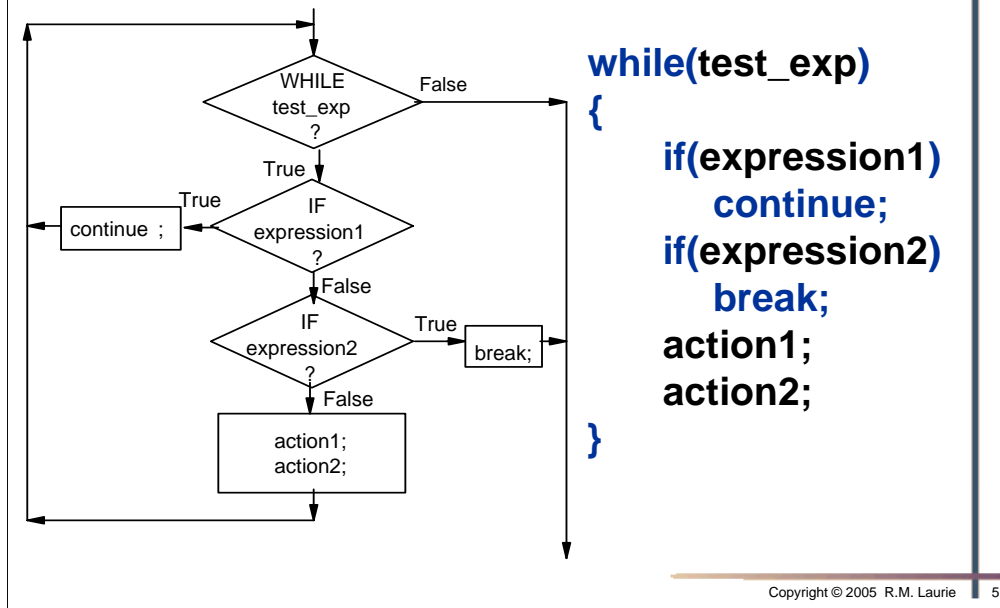 WHILE
test_exp
?
False
True
IF
expression1
?
True
continue ;
False
IF
expression2
?
True
break;
False
action1;
action2;
while(test_exp)
{
if(expression1)
continue;
if(expression2)
break;
action1;
action2;
}
Copyright © 2005 R.M. Laurie 5